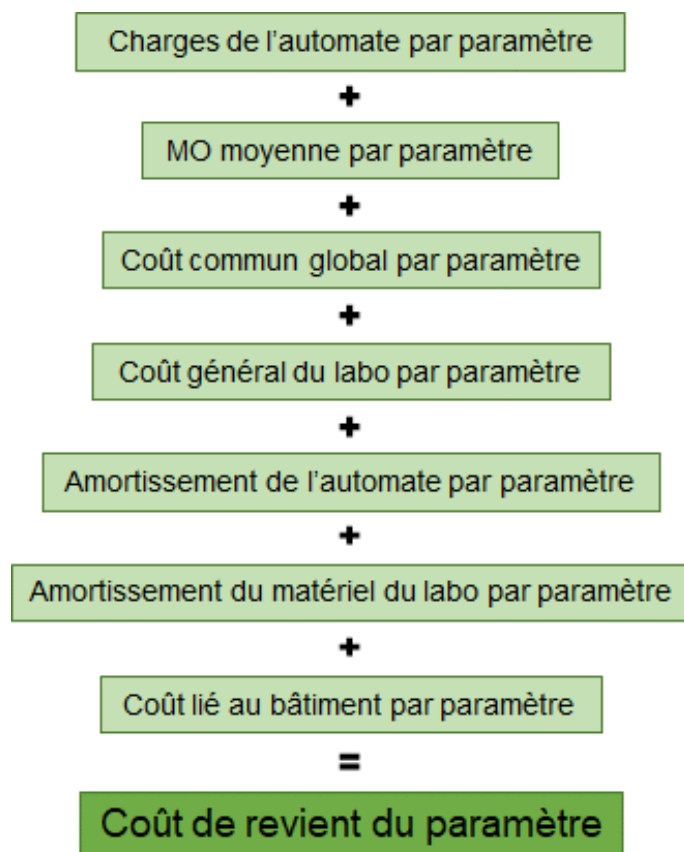 Charges de l'automate par paramètre
+
MO moyenne par paramètre
+
Coût commun global par paramètre
+
Coût général du labo par paramètre
+
Amortissement de l'automate par paramètre
+
Amortissement du matériel du labo par paramètre
+
Coût lié au bâtiment par paramètre
=
Coût de revient du paramètre